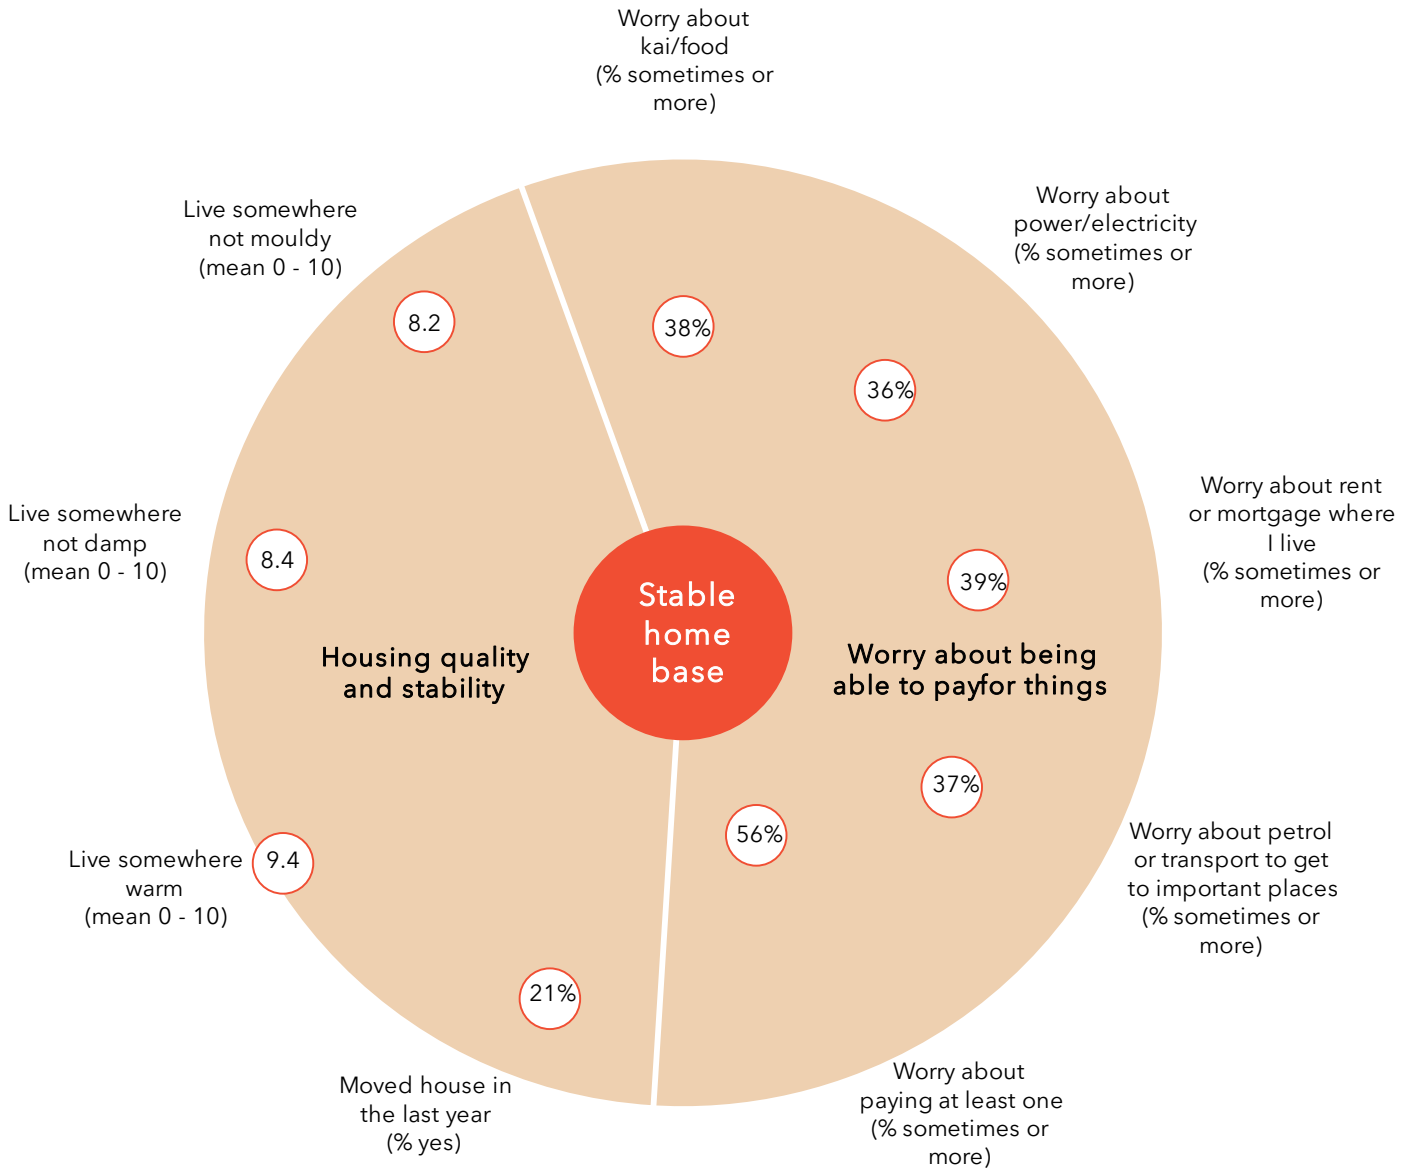 Worry about
kai/food
(% sometimes or
more)
Worry about
power/electricity
(% sometimes or
more)
Live somewhere
not mouldy
(mean 0 - 10)
8.2
38%
36%
Worry about rent
or mortgage where
I live
(% sometimes or
more)
Live somewhere
not damp
(mean 0 - 10)
8.4
39%
Stable
home
base
Housing quality
and stability
Worry about being
able to payfor things
37%
56%
Worry about petrol
or transport to get
to important places
(% sometimes or
more)
Live somewhere
warm
(mean 0 - 10)
9.4
21%
Moved house in
the last year
(% yes)
Worry about
paying at least one
(% sometimes or
more)